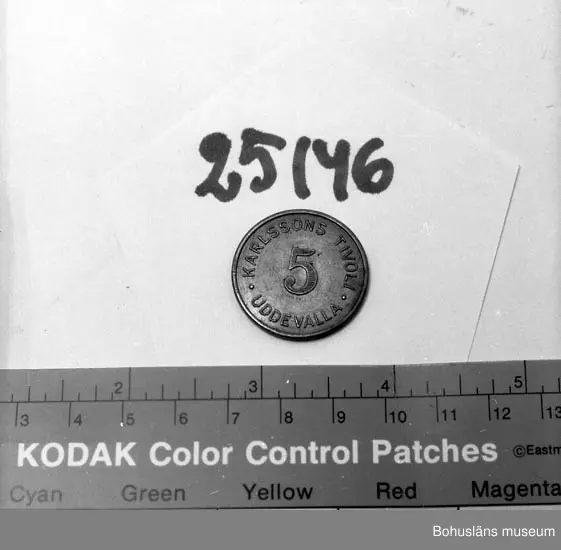 25146
· KARLSSONS TIVOLI ·
5
UDDEVALLA
2 3 4 5
3 4 5 6 7 8 9 10 11 12 13
KODAK Color Control Patches ©Eastm
Cyan Green Yellow Red Magenta
Bohusläns museum